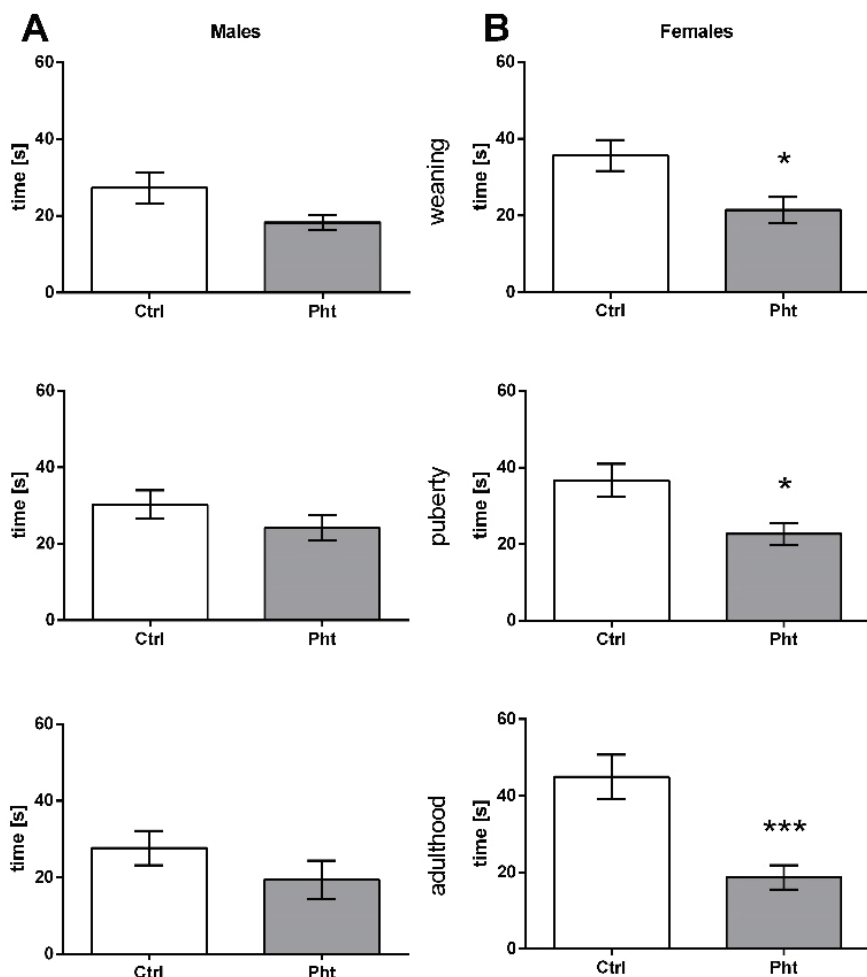 A
Males
60
40
20
0
time [s]
Ctrl
Pht
weaning
B
Females
60
40
20
0
time [s]
*
Ctrl
Pht
60
40
20
0
time [s]
Ctrl
Pht
puberty
60
40
20
0
time [s]
*
Ctrl
Pht
60
40
20
0
time [s]
Ctrl
Pht
adulthood
60
40
20
0
time [s]
***
Ctrl
Pht